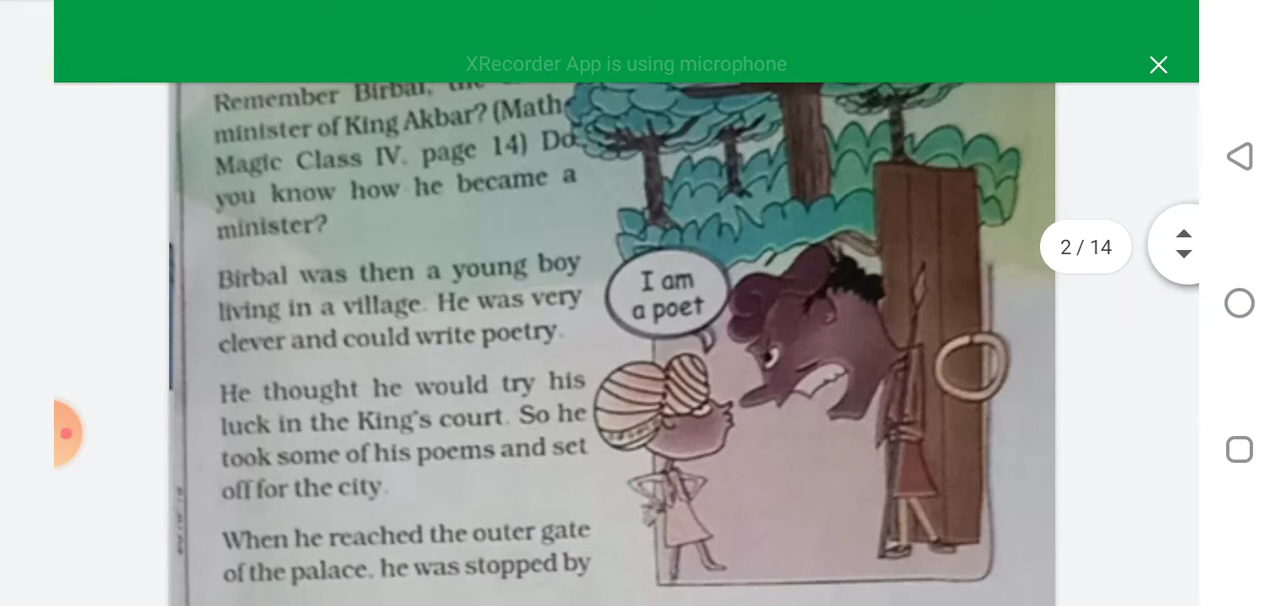 XRecorder App is using microphone
Remember Birbal, the
minister of King Akbar? (Math-
Magic Class IV, page 14) Do
you know how he became a
minister?
Birbal was then a young boy
living in a village. He was very
clever and could write poetry.
He thought he would try his
luck in the King's court. So he
took some of his poems and set
off for the city.
When he reached the outer gate
of the palace, he was stopped by
I am
a poet
2 / 14